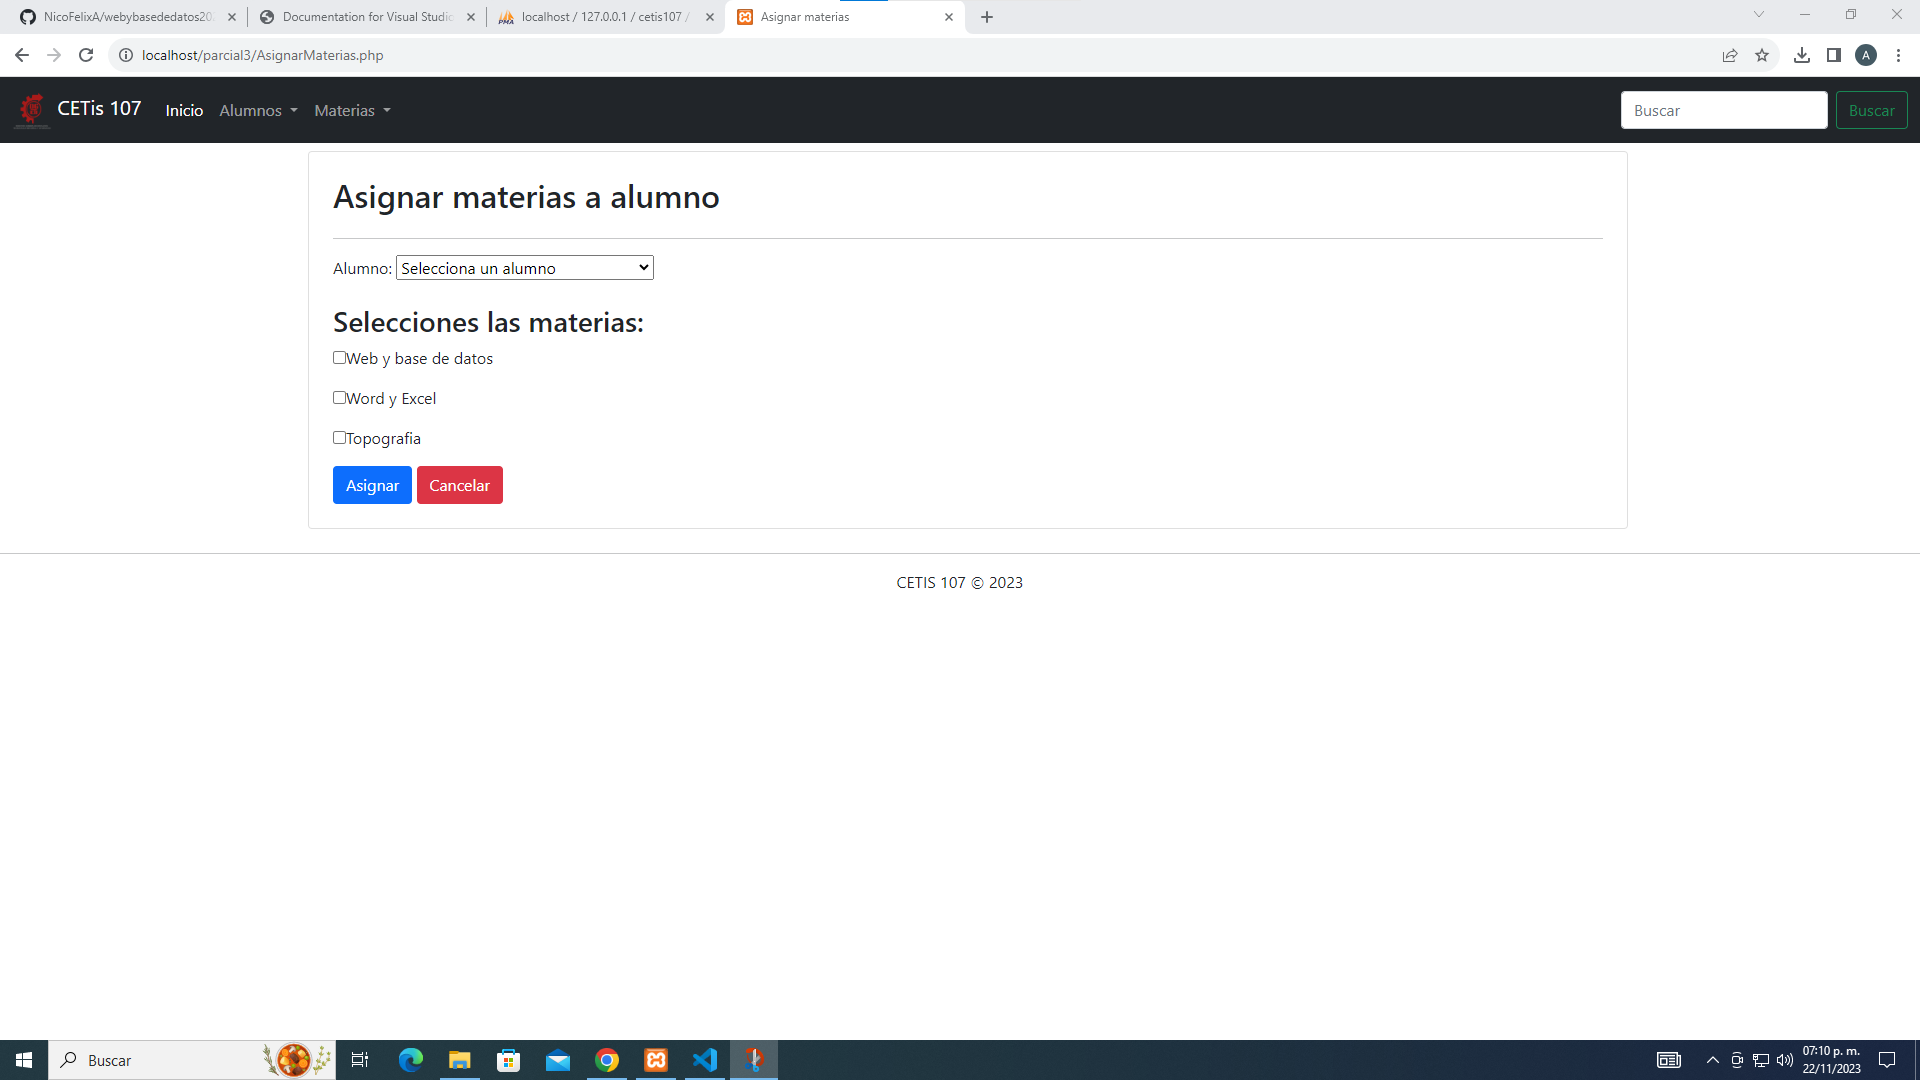 NicoFelixA/webybasededatos20
Documentation for Visual Studio
localhost / 127.0.0.1 / cetis107 /
Asignar materias
localhost/parcial3/AsignarMaterias.php
A
CETis 107
Inicio
Alumnos
Materias
Buscar
Buscar
Asignar materias a alumno
Alumno: Selecciona un alumno
Selecciones las materias:
Web y base de datos
Word y Excel
Topografia
Asignar Cancelar
CETIS 107 © 2023
Buscar
07:10 p. m.
22/11/2023